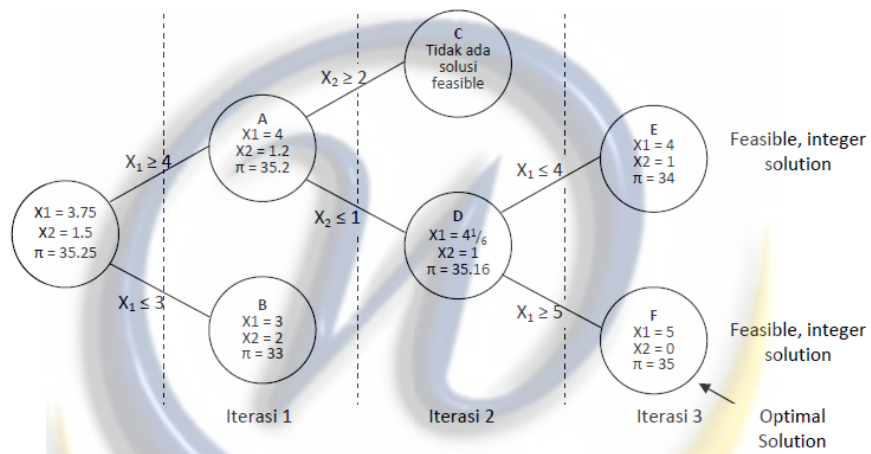 X1 = 3.75
X2 = 1.5
π = 35.25
X₁ ≥ 4
X₁ ≤ 3
A
X1 = 4
X2 = 1.2
π = 35.2
B
X1 = 3
X2 = 2
π = 33
Iterasi 1
X₂ ≥ 2
X₂ ≤ 1
C
Tidak ada
solusi
feasible
D
X1 = 4¹/₆
X2 = 1
π = 35.16
Iterasi 2
X₁ ≤ 4
X₁ ≥ 5
E
X1 = 4
X2 = 1
π = 34
F
X1 = 5
X2 = 0
π = 35
Iterasi 3
Feasible, integer
solution
Feasible, integer
solution
Optimal
Solution